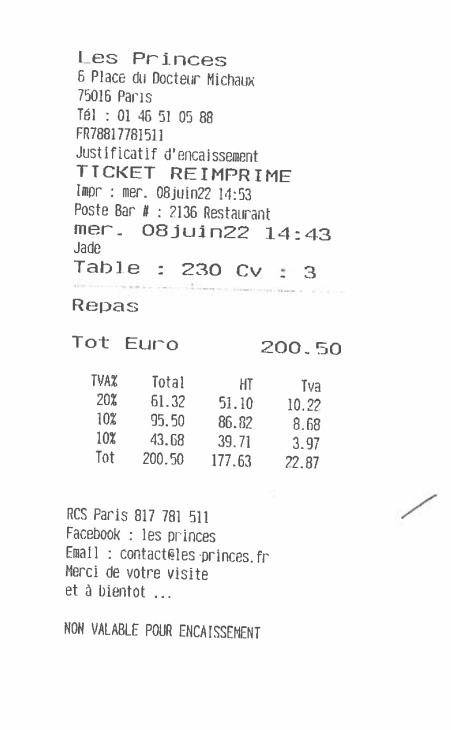 Les Princes
6 Place du Docteur Michaux
75016 Paris
Tél : 01 46 51 05 88
FR78817781511
Justificatif d'encaissement
TICKET REIMPRIME
Impr : mer. 08juin22 14:53
Poste Bar # : 2136 Restaurant
mer. 08juin22 14:43
Jade
Table : 230 Cv : 3
Repas
Tot Euro 200.50
TVA% Total HT Tva
20% 61.32 51.10 10.22
10% 95.50 86.82 8.68
10% 43.68 39.71 3.97
Tot 200.50 177.63 22.87
RCS Paris 817 781 511
Facebook : les princes
Email : contact@les-princes.fr
Merci de votre visite
et à bientot ...
NON VALABLE POUR ENCAISSEMENT